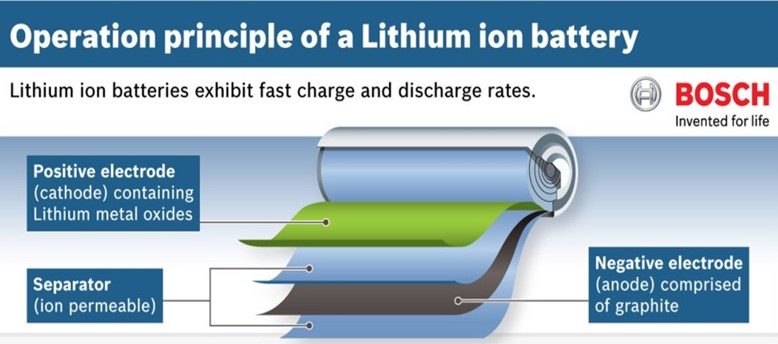 Operation principle of a Lithium ion battery
Lithium ion batteries exhibit fast charge and discharge rates.
BOSCH
Invented for life
Positive electrode
(cathode) containing
Lithium metal oxides
Separator
(ion permeable)
Negative electrode
(anode) comprised
of graphite